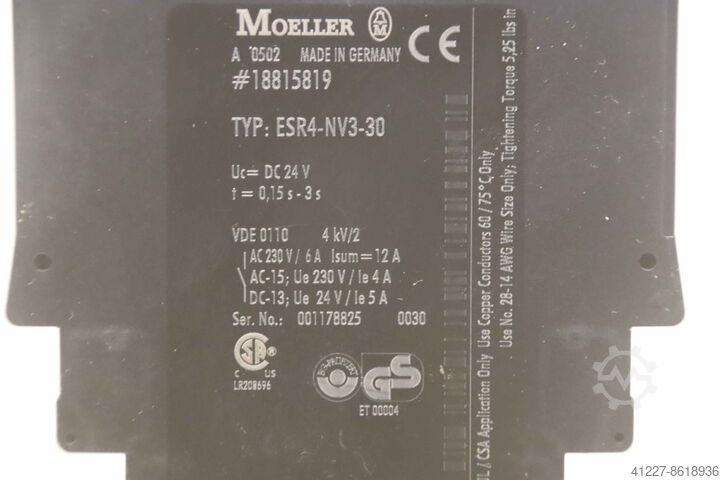 MOELLER
A 0502 MADE IN GERMANY CE
#18815819
TYP: ESR4-NV3-30
Uc= DC 24 V
t = 0,15 s - 3 s
VDE 0110 4 kV/2
AC 230 V / 6 A Isum = 12 A
AC-15; Ue 230 V / Ie 4 A
DC-13; Ue 24 V / Ie 5 A
Ser. No.: 001178825 0030
C US
LR208696
GS
ET 00004
/ CSA Application Only Use Copper Conductors 60 / 75°C Only
Use No. 28-14 AWG Wire Size Only; Tightening Torque 5,25 lbs in
41227-8618936